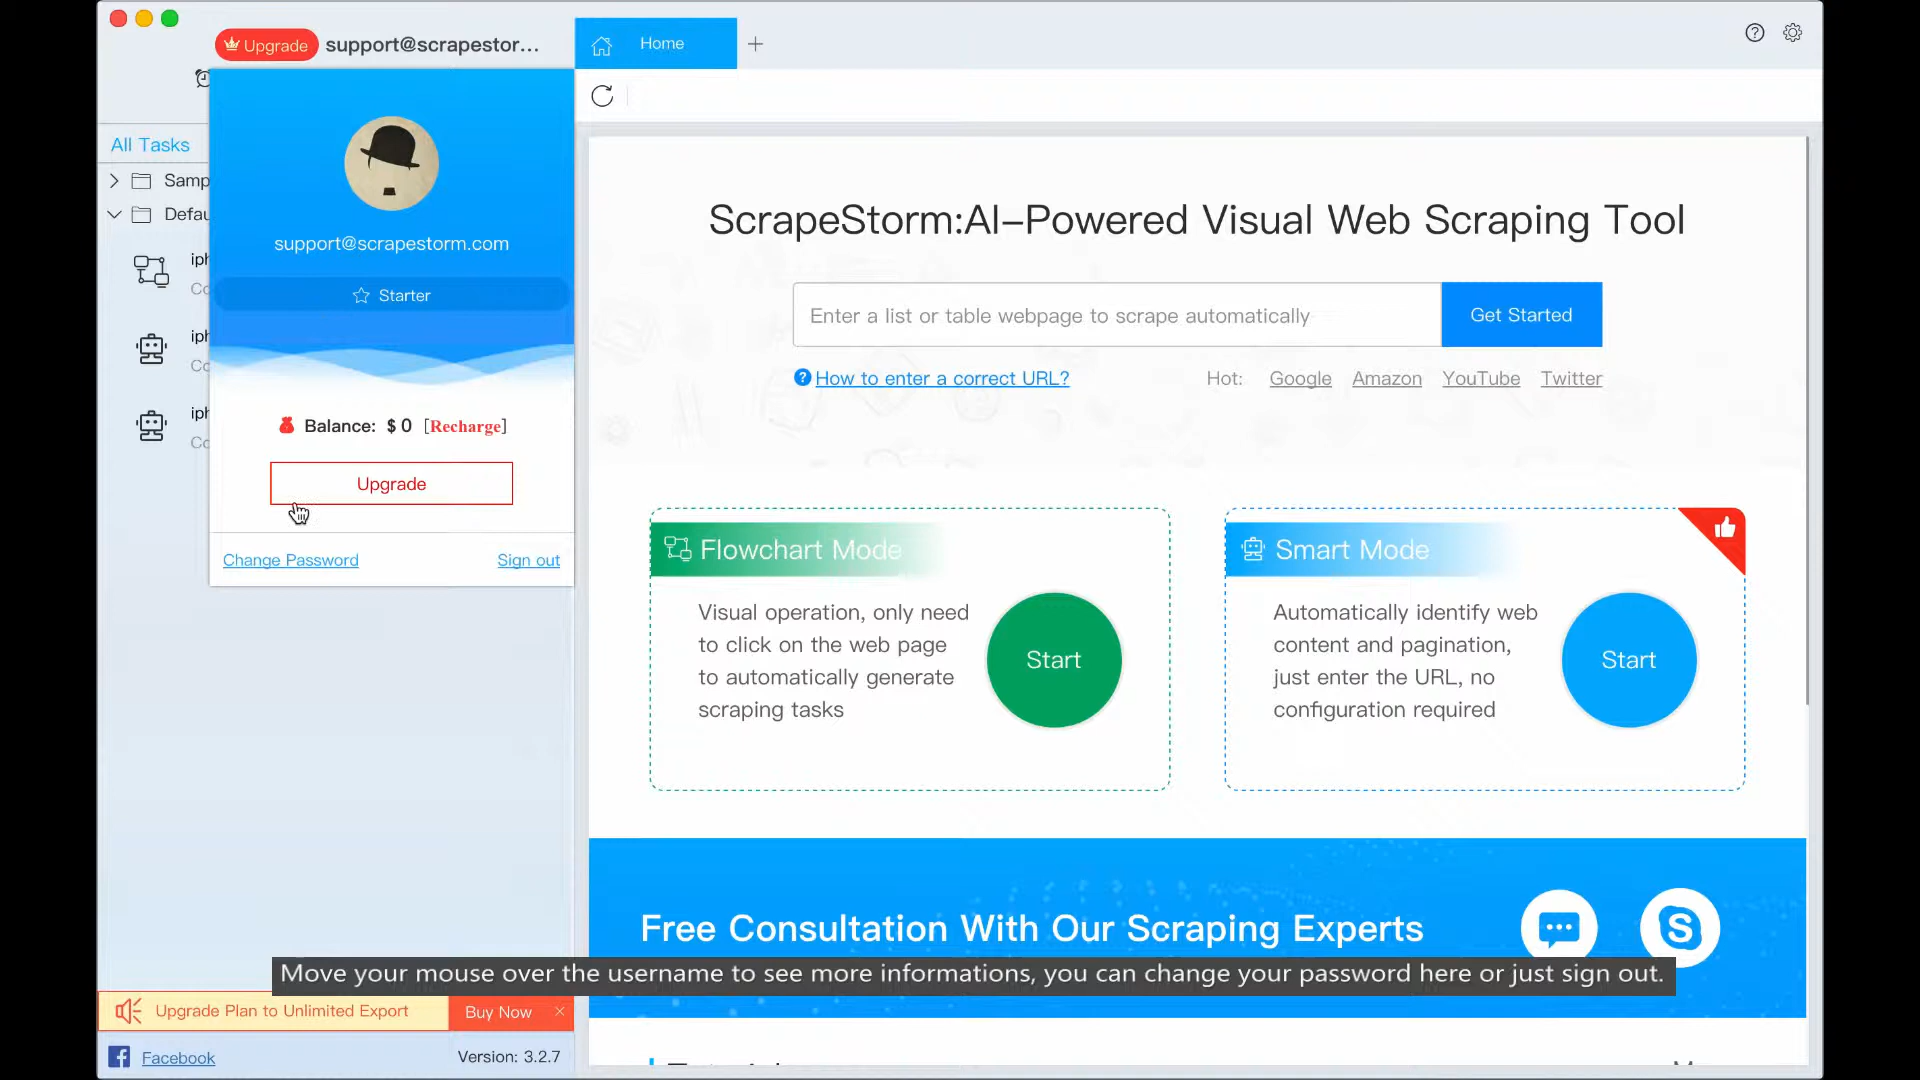 Upgrade support@scrapestor...
Home
All Tasks
Samp
Defau
iph
Co
iph
Co
iph
Co
support@scrapestorm.com
Starter
Balance: $ 0 [Recharge]
Upgrade
Change Password Sign out
ScrapeStorm:AI-Powered Visual Web Scraping Tool
Enter a list or table webpage to scrape automatically Get Started
How to enter a correct URL? Hot: Google Amazon YouTube Twitter
Flowchart Mode
Visual operation, only need
to click on the web page
to automatically generate
scraping tasks
Start
Smart Mode
Automatically identify web
content and pagination,
just enter the URL, no
configuration required
Start
Free Consultation With Our Scraping Experts
Move your mouse over the username to see more informations, you can change your password here or just sign out.
Upgrade Plan to Unlimited Export Buy Now
Facebook Version: 3.2.7